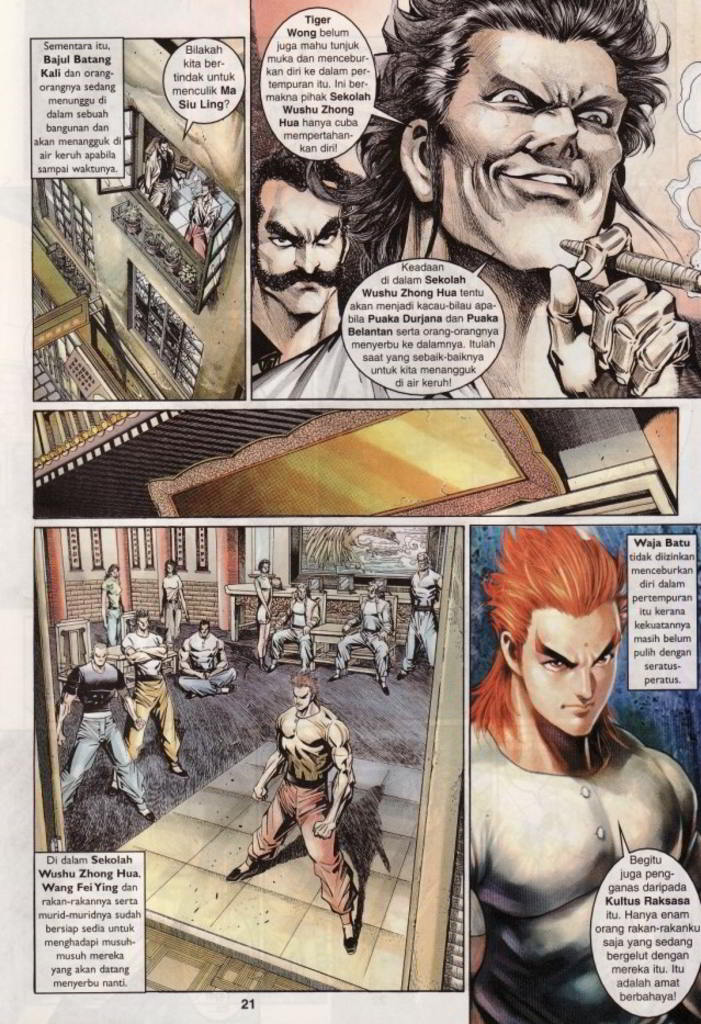 Sementara itu,
Bajul Batang
Kali dan orang-
orangnya sedang
menunggu di
dalam sebuah
bangunan dan
akan menangguk di
air keruh apabila
sampai waktunya.
Bilakah
kita ber-
tindak untuk
menculik Ma
Siu Ling?
Tiger
Wong belum
juga mahu tunjuk
muka dan mencebur-
kan diri ke dalam per-
tempuran itu. Ini ber-
makna pihak Sekolah
Wushu Zhong
Hua hanya cuba
mempertahan-
kan diri!
Keadaan
di dalam Sekolah
Wushu Zhong Hua tentu
akan menjadi kacau-bilau apa-
bila Puaka Durjana dan Puaka
Belantan serta orang-orangnya
menyerbu ke dalamnya. Itulah
saat yang sebaik-baiknya
untuk kita menangguk
di air keruh!
Di dalam Sekolah
Wushu Zhong Hua,
Wang Fei Ying dan
rakan-rakannya serta
murid-muridnya sudah
bersiap sedia untuk
menghadapi musuh-
musuh mereka
yang akan datang
menyerbu nanti.
Waja Batu
tidak diizinkan
menceburkan
diri dalam
pertempuran
itu kerana
kekuatannya
masih belum
pulih dengan
seratus-
peratus.
Begitu
juga peng-
ganas daripada
Kultus Raksasa
itu. Hanya enam
orang rakan-rakanku
saja yang sedang
bergelut dengan
mereka itu. Itu
adalah amat
berbahaya!
21